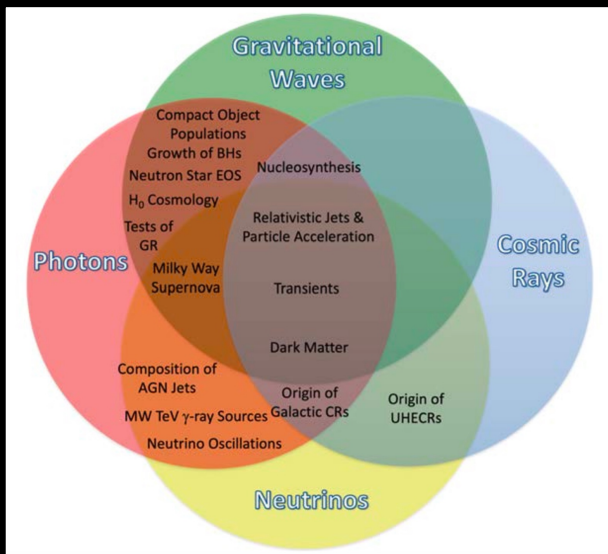 Gravitational
Waves
Compact Object
Populations
Growth of BHs
Nucleosynthesis
Neutron Star EOS
H₀ Cosmology
Relativistic Jets &
Particle Acceleration
Tests of
GR
Photons
Cosmic
Rays
Milky Way
Supernova
Transients
Dark Matter
Composition of
AGN Jets
Origin of
Galactic CRs
Origin of
UHECRs
MW TeV γ-ray Sources
Neutrino Oscillations
Neutrinos